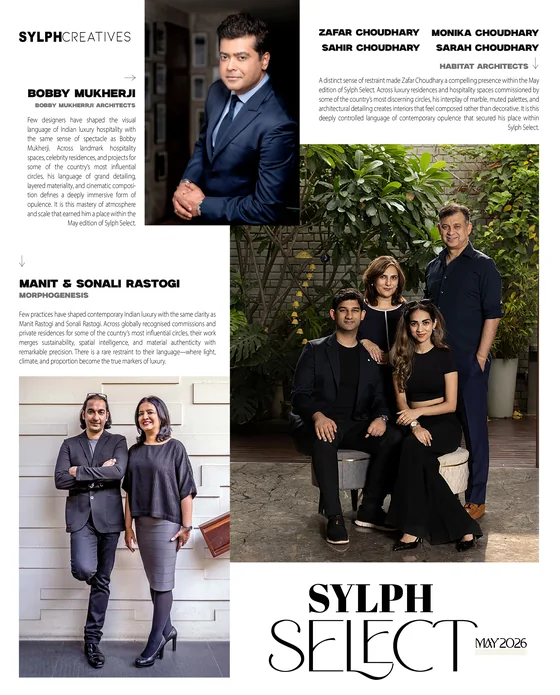 SYLPHCREATIVES
BOBBY MUKHERJI
BOBBY MUKHERRJI ARCHITECTS
Few designers have shaped the visual
language of Indian luxury hospitality with
the same sense of spectacle as Bobby
Mukherji. Across landmark hospitality
spaces, celebrity residences, and projects for
some of the country's most influential
circles, his language of grand detailing,
layered materiality, and cinematic composi-
tion defines a deeply immersive form of
opulence. It is this mastery of atmosphere
and scale that earned him a place within the
May edition of Sylph Select.
ZAFAR CHOUDHARY MONIKA CHOUDHARY
SAHIR CHOUDHARY SARAH CHOUDHARY
HABITAT ARCHITECTS
A distinct sense of restraint made Zafar Choudhary a compelling presence within the May
edition of Sylph Select. Across luxury residences and hospitality spaces commissioned by
some of the country's most discerning circles, his interplay of marble, muted palettes, and
architectural detailing creates interiors that feel composed rather than decorative. It is this
deeply controlled language of contemporary opulence that secured his place within
Sylph Select.
MANIT & SONALI RASTOGI
MORPHOGENESIS
Few practices have shaped contemporary Indian luxury with the same clarity as
Manit Rastogi and Sonali Rastogi. Across globally recognised commissions and
private residences for some of the country's most influential circles, their work
merges sustainability, spatial intelligence, and material authenticity with
remarkable precision. There is a rare restraint to their language—where light,
climate, and proportion become the true markers of luxury.
SYLPH
SELECT MAY 2026